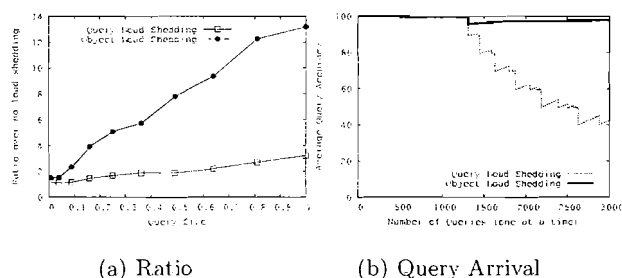 14
12
10
8
6
4
2
0
Ratio over no load shedding
Query Load Shedding
Object Load Shedding
0 0.1 0.2 0.3 0.4 0.5 0.6 0.7 0.8 0.9 1
Query Size
(a) Ratio
100
80
60
40
20
0
Average Query Accuracy
Query Load Shedding
Object Load Shedding
0 500 1000 1500 2000 2500 3000
Number of Queries (one at a time)
(b) Query Arrival